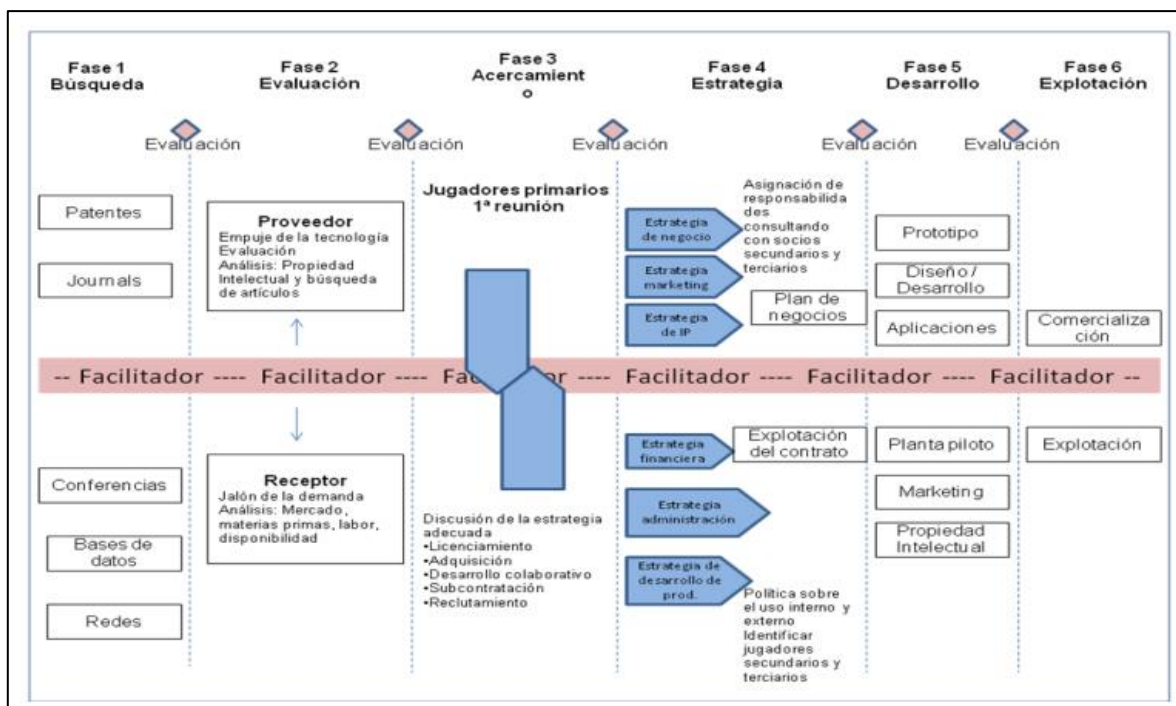 Fase 1
Búsqueda
Fase 2
Evaluación
Fase 3
Acercamient
o
Fase 4
Estrategia
Fase 5
Desarrollo
Fase 6
Explotación
Evaluación
Evaluación
Evaluación
Evaluación
Evaluación
Patentes
Journals
Proveedor
Empuje de la tecnología
Evaluación
Análisis: Propiedad
Intelectual y búsqueda
de artículos
Jugadores primarios
1ª reunión
Estrategia
de negocio
Estrategia
marketing
Estrategia
de IP
Asignación de
responsabilida
des
consultando
con socios
secundarios y
terciarios
Plan de
negocios
Prototipo
Diseño /
Desarrollo
Aplicaciones
Comercializa
ción
-- Facilitador ---- Facilitador ---- Facilitador ---- Facilitador ---- Facilitador ---- Facilitador --
Conferencias
Bases de
datos
Redes
Receptor
Jalón de la demanda
Análisis: Mercado,
materias primas, labor,
disponibilidad
Discusión de la estrategia
adecuada
•Licenciamiento
•Adquisición
•Desarrollo colaborativo
•Subcontratación
•Reclutamiento
Estrategia
financiera
Estrategia
administración
Estrategia de
desarrollo de
prod.
Explotación
del contrato
Política sobre
el uso interno y
externo
Identificar
jugadores
secundarios y
terciarios
Planta piloto
Marketing
Propiedad
Intelectual
Explotación